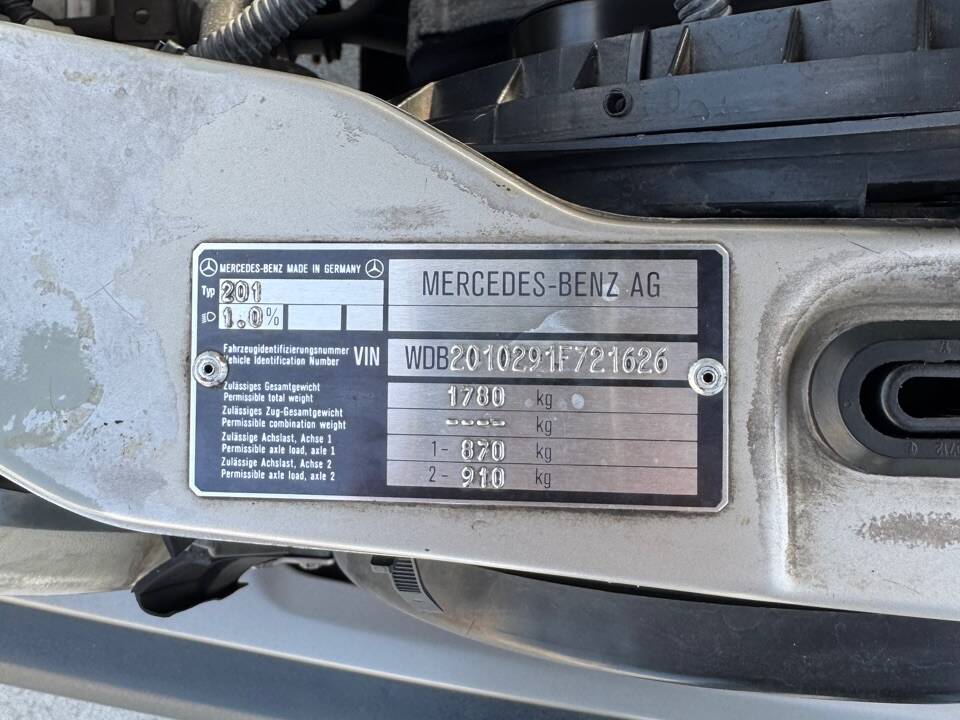 MERCEDES-BENZ MADE IN GERMANY
Typ 201
1.0%
MERCEDES-BENZ AG
Fahrzeugidentifizierungsnummer
Vehicle Identification Number
VIN WDB2010291F721626
Zulässiges Gesamtgewicht
Permissible total weight
1780 kg
Zulässiges Zug-Gesamtgewicht
Permissible combination weight
---- kg
Zulässige Achslast, Achse 1
Permissible axle load, axle 1
1- 870 kg
Zulässige Achslast, Achse 2
Permissible axle load, axle 2
2- 910 kg